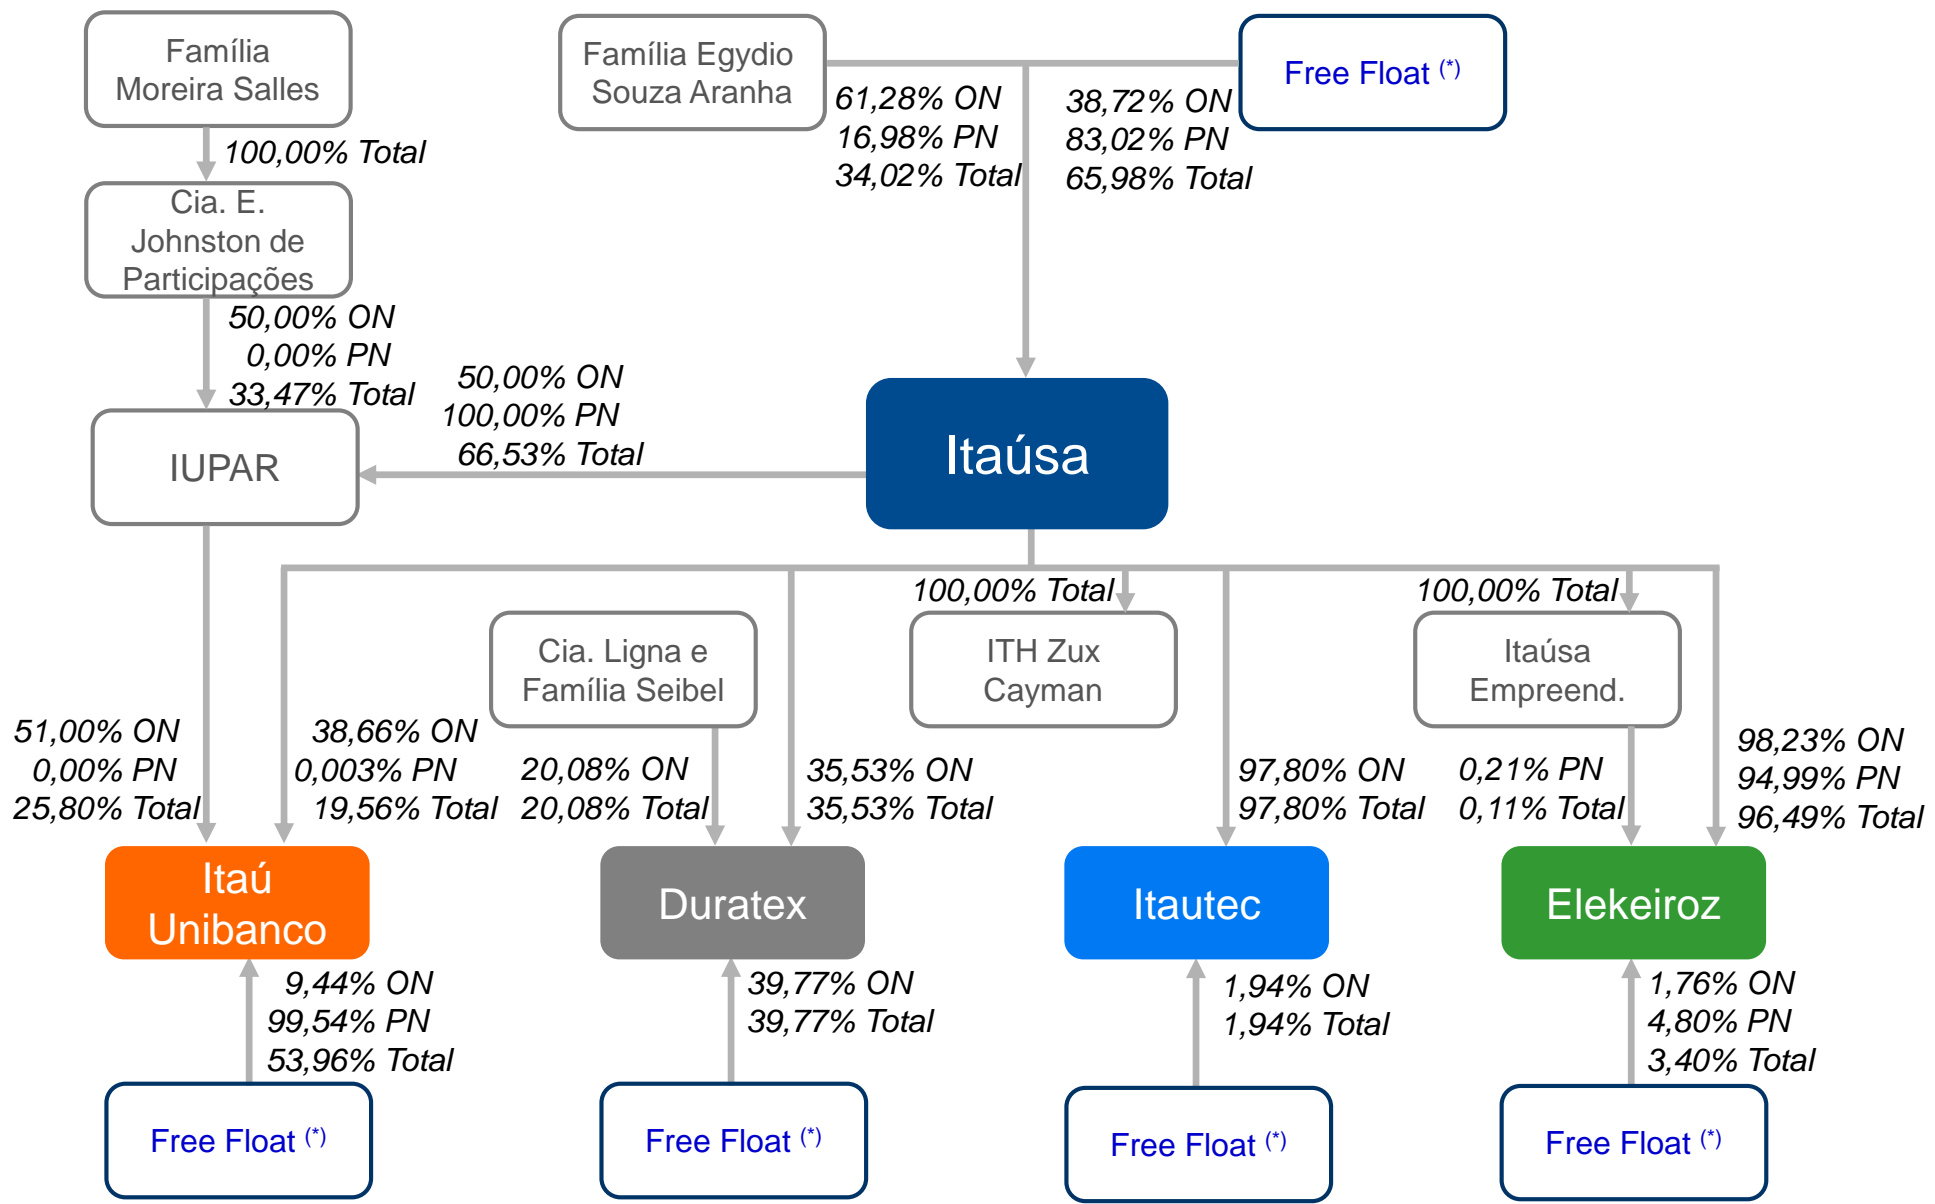 Família
Moreira Salles
Família Egydio
Souza Aranha
Free Float (*)
61,28% ON
16,98% PN
34,02% Total
38,72% ON
83,02% PN
65,98% Total
100,00% Total
Cia. E.
Johnston de
Participações
50,00% ON
0,00% PN
33,47% Total
50,00% ON
100,00% PN
66,53% Total
IUPAR
Itaúsa
100,00% Total
100,00% Total
Cia. Ligna e
Família Seibel
ITH Zux
Cayman
Itaúsa
Empreend.
51,00% ON
0,00% PN
25,80% Total
38,66% ON
0,003% PN
19,56% Total
20,08% ON
20,08% Total
35,53% ON
35,53% Total
97,80% ON
97,80% Total
0,21% PN
0,11% Total
98,23% ON
94,99% PN
96,49% Total
Itaú
Unibanco
Duratex
Itautec
Elekeiroz
9,44% ON
99,54% PN
53,96% Total
39,77% ON
39,77% Total
1,94% ON
1,94% Total
1,76% ON
4,80% PN
3,40% Total
Free Float (*)
Free Float (*)
Free Float (*)
Free Float (*)